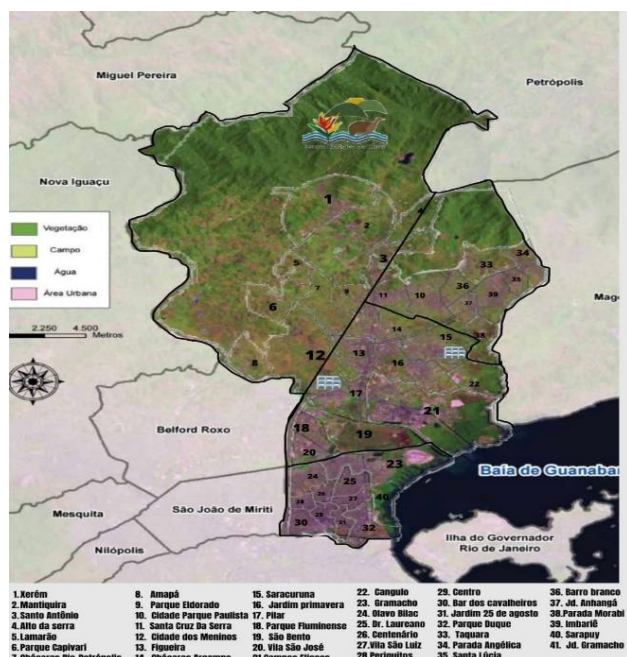 Miguel Pereira
Petrópolis
Nova Iguaçu
Vegetação
Campo
Água
Área Urbana
2.250 4.500
Metros
Belford Roxo
Mesquita
São João de Miriti
Nilópolis
Mag
Baía de Guanabar
Ilha do Governador
Rio de Janeiro
1
2
3
4
5
6
7
8
9
10
11
12
13
14
15
16
17
18
19
20
21
22
23
24
25
27
30
32
33
34
35
36
37
39
40
1. Xerém
2. Mantiquira
3. Santo Antônio
4. Alto da serra
5. Lamarão
6. Parque Capivari
8. Amapá
9. Parque Eldorado
10. Cidade Parque Paulista
11. Santa Cruz Da Serra
12. Cidade dos Meninos
13. Figueira
15. Saracuruna
16. Jardim primavera
17. Pilar
18. Parque Fluminense
19. São Bento
20. Vila São José
22. Cangulo
23. Gramacho
24. Olavo Bilac
25. Dr. Laureano
26. Centenário
27. Vila São Luiz
28 Periquitos
29. Centro
30. Bar dos cavalheiros
31. Jardim 25 de agosto
32. Parque Duque
33. Taquara
34. Parada Angélica
35. Santa Lúcia
36. Barro branco
37. Jd. Anhangá
38. Parada Morabi
39. Imbariê
40. Sarapuy
41. Jd. Gramacho